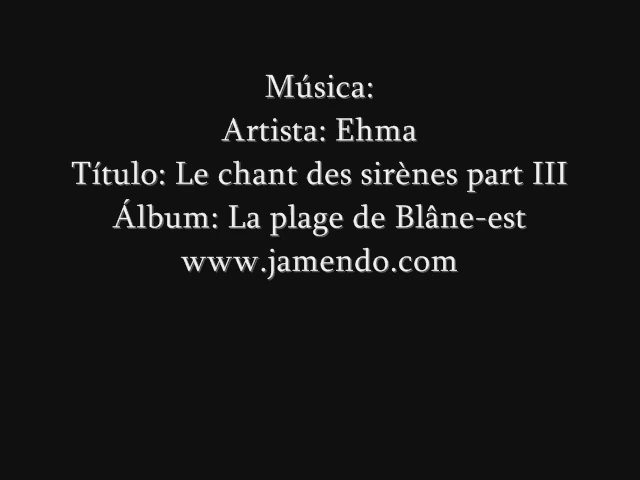 Música:
Artista: Ehma
Título: Le chant des sirènes part III
Álbum: La plage de Blâne-est
www.jamendo.com